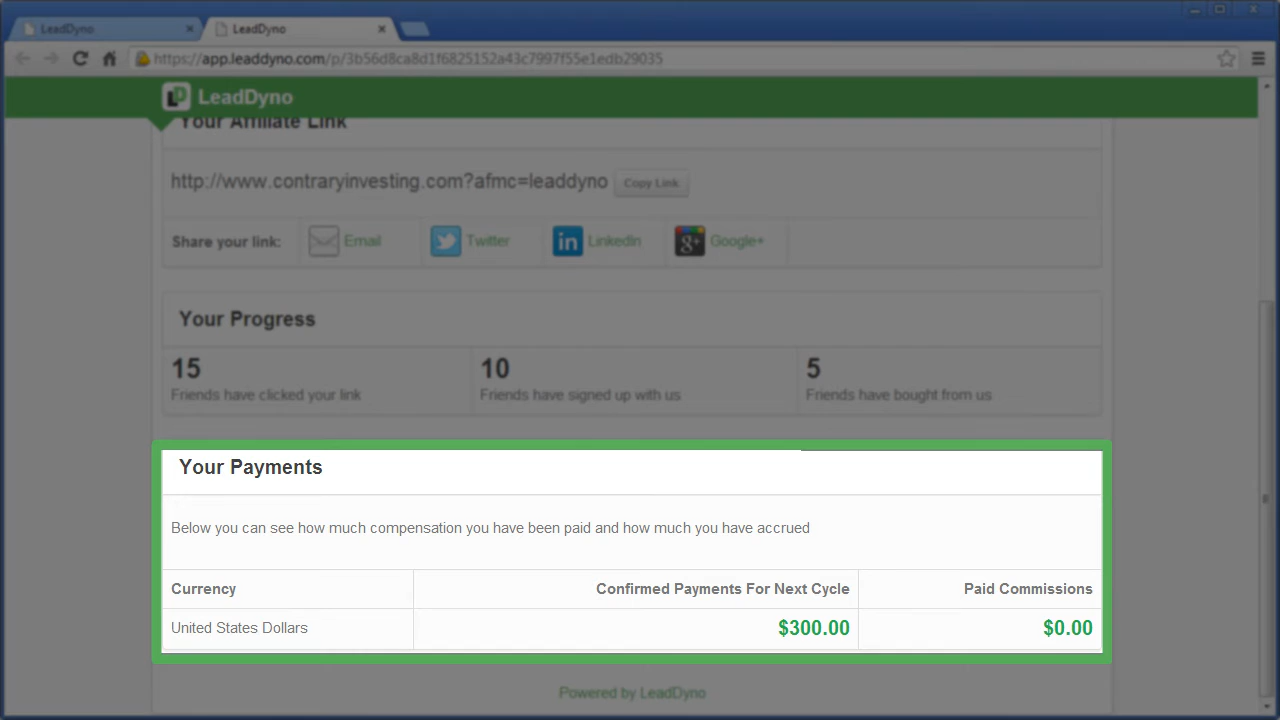 LeadDyno
LeadDyno
https://app.leaddyno.com/p/3b56d8ca8d1f6825152a43c7997f55e1edb29035
LD LeadDyno
Your Affiliate Link
http://www.contraryinvesting.com?afmc=leaddyno Copy Link
Share your link: Email Twitter in LinkedIn g+ Google+
Your Progress
15 10 5
Friends have clicked your link Friends have signed up with us Friends have bought from us
Your Payments
Below you can see how much compensation you have been paid and how much you have accrued
Currency Confirmed Payments For Next Cycle Paid Commissions
United States Dollars $300.00 $0.00
Powered by LeadDyno